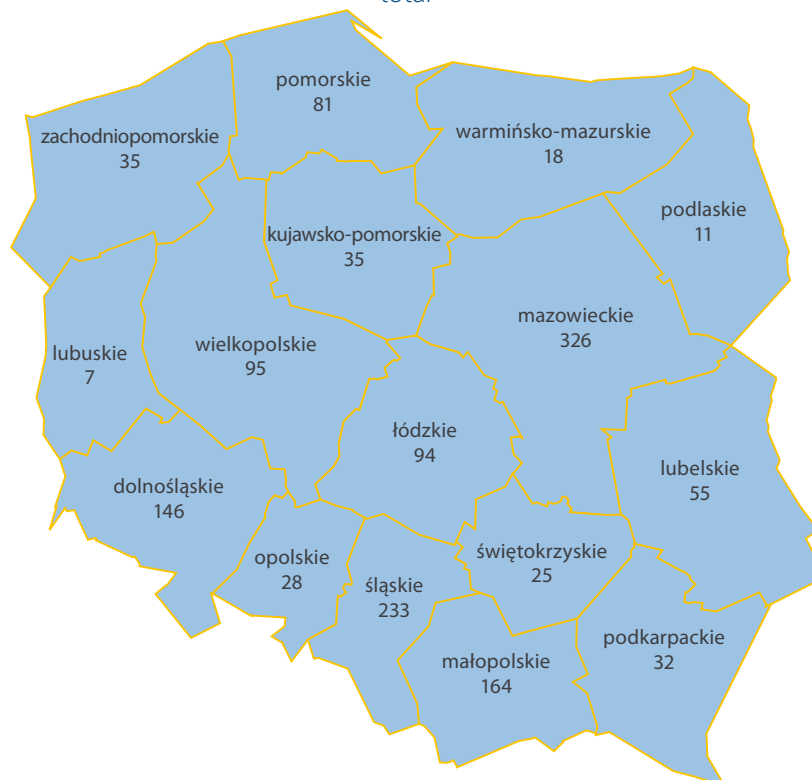 total
pomorskie
81
zachodniopomorskie
35
warmińsko-mazurskie
18
podlaskie
11
kujawsko-pomorskie
35
mazowieckie
326
wielkopolskie
95
lubuskie
7
łódzkie
94
lubelskie
55
dolnośląskie
146
opolskie
28
śląskie
233
świętokrzyskie
25
małopolskie
164
podkarpackie
32